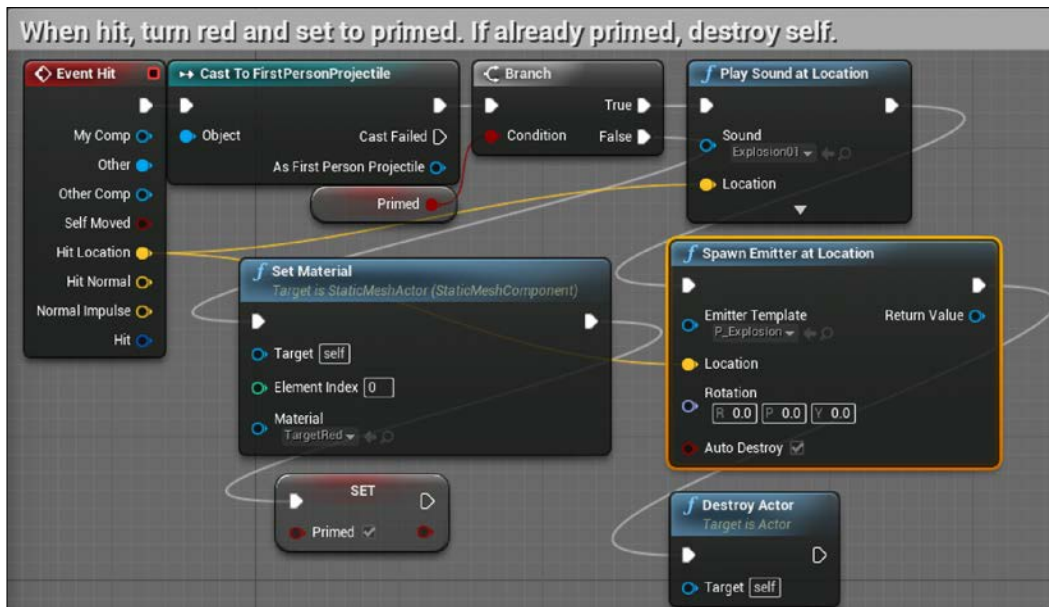 When hit, turn red and set to primed. If already primed, destroy self.
Event Hit
My Comp
Other
Other Comp
Self Moved
Hit Location
Hit Normal
Normal Impulse
Hit
Cast To FirstPersonProjectile
Object
Cast Failed
As First Person Projectile
Primed
Branch
Condition
True
False
Play Sound at Location
Sound
Explosion01
Location
Set Material
Target is StaticMeshActor (StaticMeshComponent)
Target self
Element Index 0
Material
TargetRed
Spawn Emitter at Location
Emitter Template
P_Explosion
Return Value
Location
Rotation
R 0.0 P 0.0 Y 0.0
Auto Destroy
SET
Primed
Destroy Actor
Target is Actor
Target self